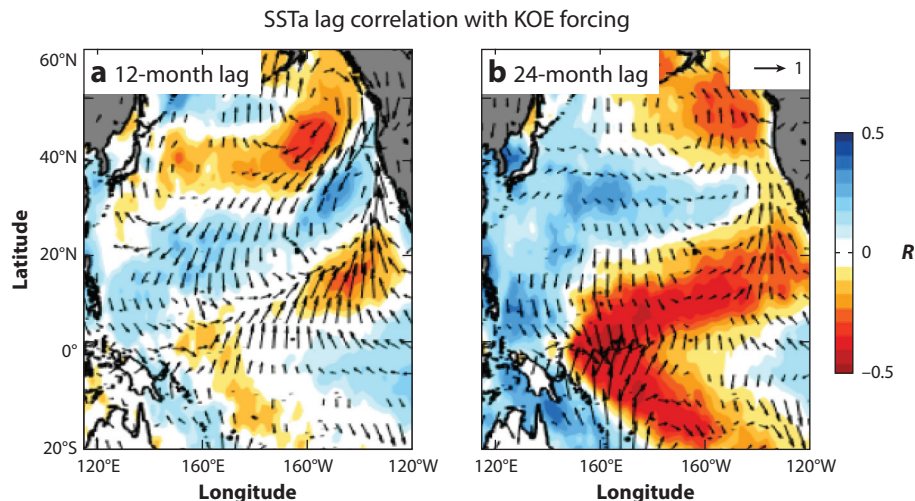 SSTa lag correlation with KOE forcing
60°N
40°N
20°N
0°
20°S
Latitude
a 12-month lag
120°E
160°E
160°W
120°W
Longitude
b 24-month lag
1
120°E
160°E
160°W
120°W
Longitude
0.5
0
–0.5
R